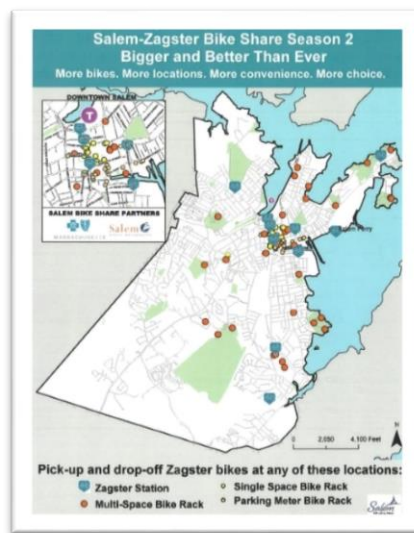 Salem-Zagster Bike Share Season 2
Bigger and Better Than Ever
More bikes. More locations. More convenience. More choice.
DOWNTOWN SALEM
T
SALEM BIKE SHARE PARTNERS
Salem
Salem Ferry
N
0 2,050 4,100 Feet
Pick-up and drop-off Zagster bikes at any of these locations:
Zagster Station
Single Space Bike Rack
Multi-Space Bike Rack
Parking Meter Bike Rack
Salem